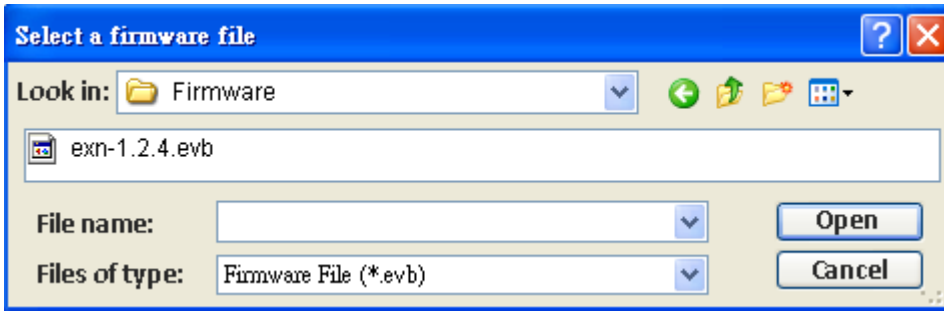 Select a firmware file
Look in: Firmware
exn-1.2.4.evb
File name: Open
Files of type: Firmware File (*.evb) Cancel